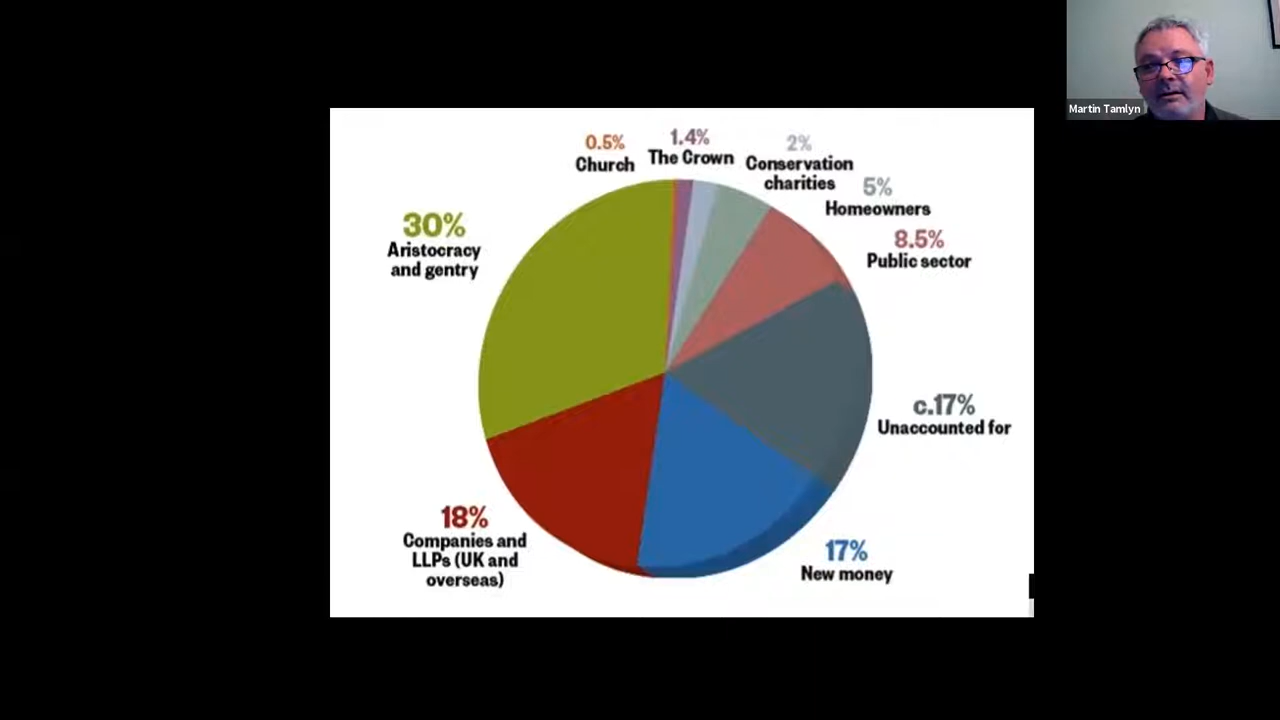 Martin Tamlyn
0.5%
Church
1.4%
The Crown
2%
Conservation
charities
5%
Homeowners
8.5%
Public sector
c.17%
Unaccounted for
17%
New money
18%
Companies and
LLPs (UK and
overseas)
30%
Aristocracy
and gentry